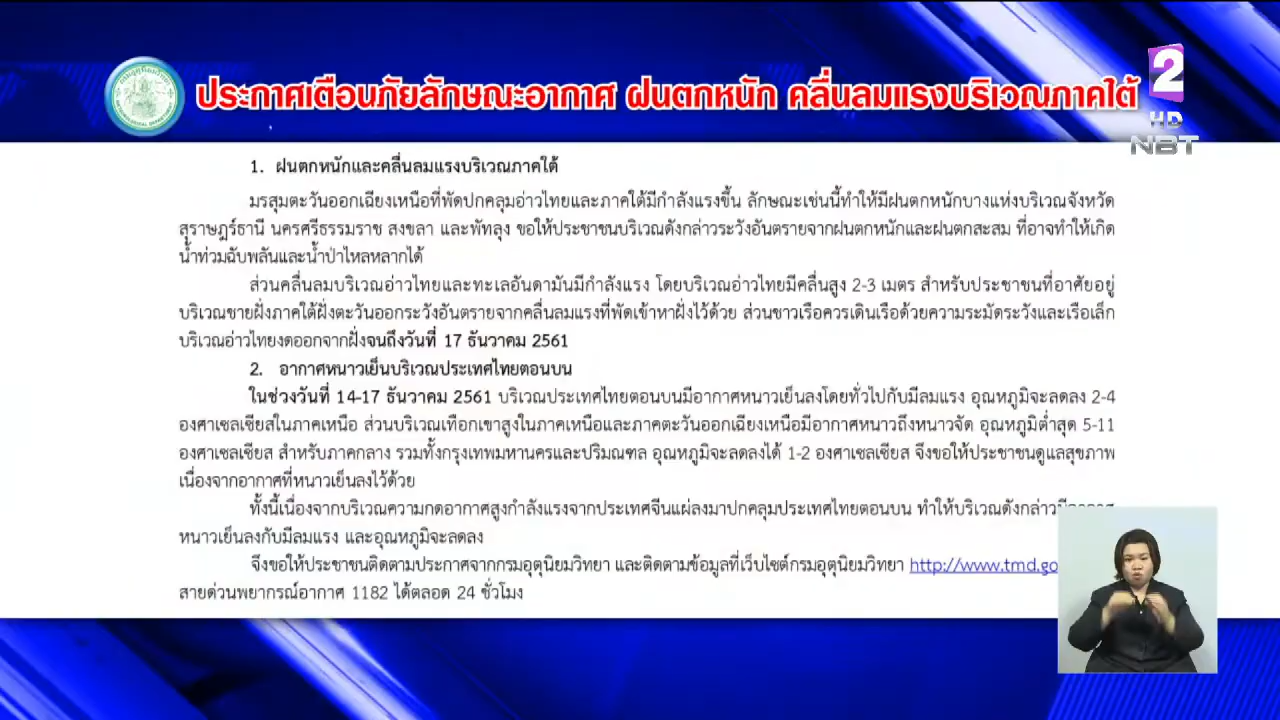 ประกาศเตือนภัยลักษณะอากาศ ฝนตกหนัก คลื่นลมแรงบริเวณภาคใต้
2
HD
NBT
1. ฝนตกหนักและคลื่นลมแรงบริเวณภาคใต้
มรสุมตะวันออกเฉียงเหนือที่พัดปกคลุมอ่าวไทยและภาคใต้มีกำลังแรงขึ้น ลักษณะเช่นนี้ทำให้มีฝนตกหนักบางแห่งบริเวณจังหวัด
สุราษฎร์ธานี นครศรีธรรมราช สงขลา และพัทลุง ขอให้ประชาชนบริเวณดังกล่าวระวังอันตรายจากฝนตกหนักและฝนตกสะสม ที่อาจทำให้เกิด
น้ำท่วมฉับพลันและน้ำป่าไหลหลากได้
ส่วนคลื่นลมบริเวณอ่าวไทยและทะเลอันดามันมีกำลังแรง โดยบริเวณอ่าวไทยมีคลื่นสูง 2-3 เมตร สำหรับประชาชนที่อาศัยอยู่
บริเวณชายฝั่งภาคใต้ฝั่งตะวันออกระวังอันตรายจากคลื่นลมแรงที่พัดเข้าหาฝั่งไว้ด้วย ส่วนชาวเรือควรเดินเรือด้วยความระมัดระวังและเรือเล็ก
บริเวณอ่าวไทยงดออกจากฝั่งจนถึงวันที่ 17 ธันวาคม 2561
2. อากาศหนาวเย็นบริเวณประเทศไทยตอนบน
ในช่วงวันที่ 14-17 ธันวาคม 2561 บริเวณประเทศไทยตอนบนมีอากาศหนาวเย็นลงโดยทั่วไปกับมีลมแรง อุณหภูมิจะลดลง 2-4
องศาเซลเซียสในภาคเหนือ ส่วนบริเวณเทือกเขาสูงในภาคเหนือและภาคตะวันออกเฉียงเหนือมีอากาศหนาวถึงหนาวจัด อุณหภูมิต่ำสุด 5-11
องศาเซลเซียส สำหรับภาคกลาง รวมทั้งกรุงเทพมหานครและปริมณฑล อุณหภูมิจะลดลงได้ 1-2 องศาเซลเซียส จึงขอให้ประชาชนดูแลสุขภาพ
เนื่องจากอากาศที่หนาวเย็นลงไว้ด้วย
ทั้งนี้เนื่องจากบริเวณความกดอากาศสูงกำลังแรงจากประเทศจีนแผ่ลงมาปกคลุมประเทศไทยตอนบน ทำให้บริเวณดังกล่าวมีอากาศ
หนาวเย็นลงกับมีลมแรง และอุณหภูมิจะลดลง
จึงขอให้ประชาชนติดตามประกาศจากกรมอุตุนิยมวิทยา และติดตามข้อมูลที่เว็บไซต์กรมอุตุนิยมวิทยา http://www.tmd.go
สายด่วนพยากรณ์อากาศ 1182 ได้ตลอด 24 ชั่วโมง